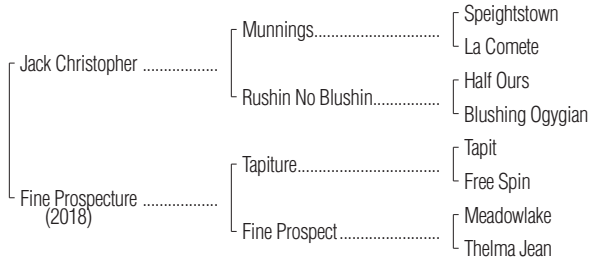 Speightstown
Munnings
La Comete
Jack Christopher
Half Ours
Rushin No Blushin
Blushing Ogygian
Tapit
Tapiture
Free Spin
Fine Prospecture
(2018)
Meadowlake
Fine Prospect
Thelma Jean